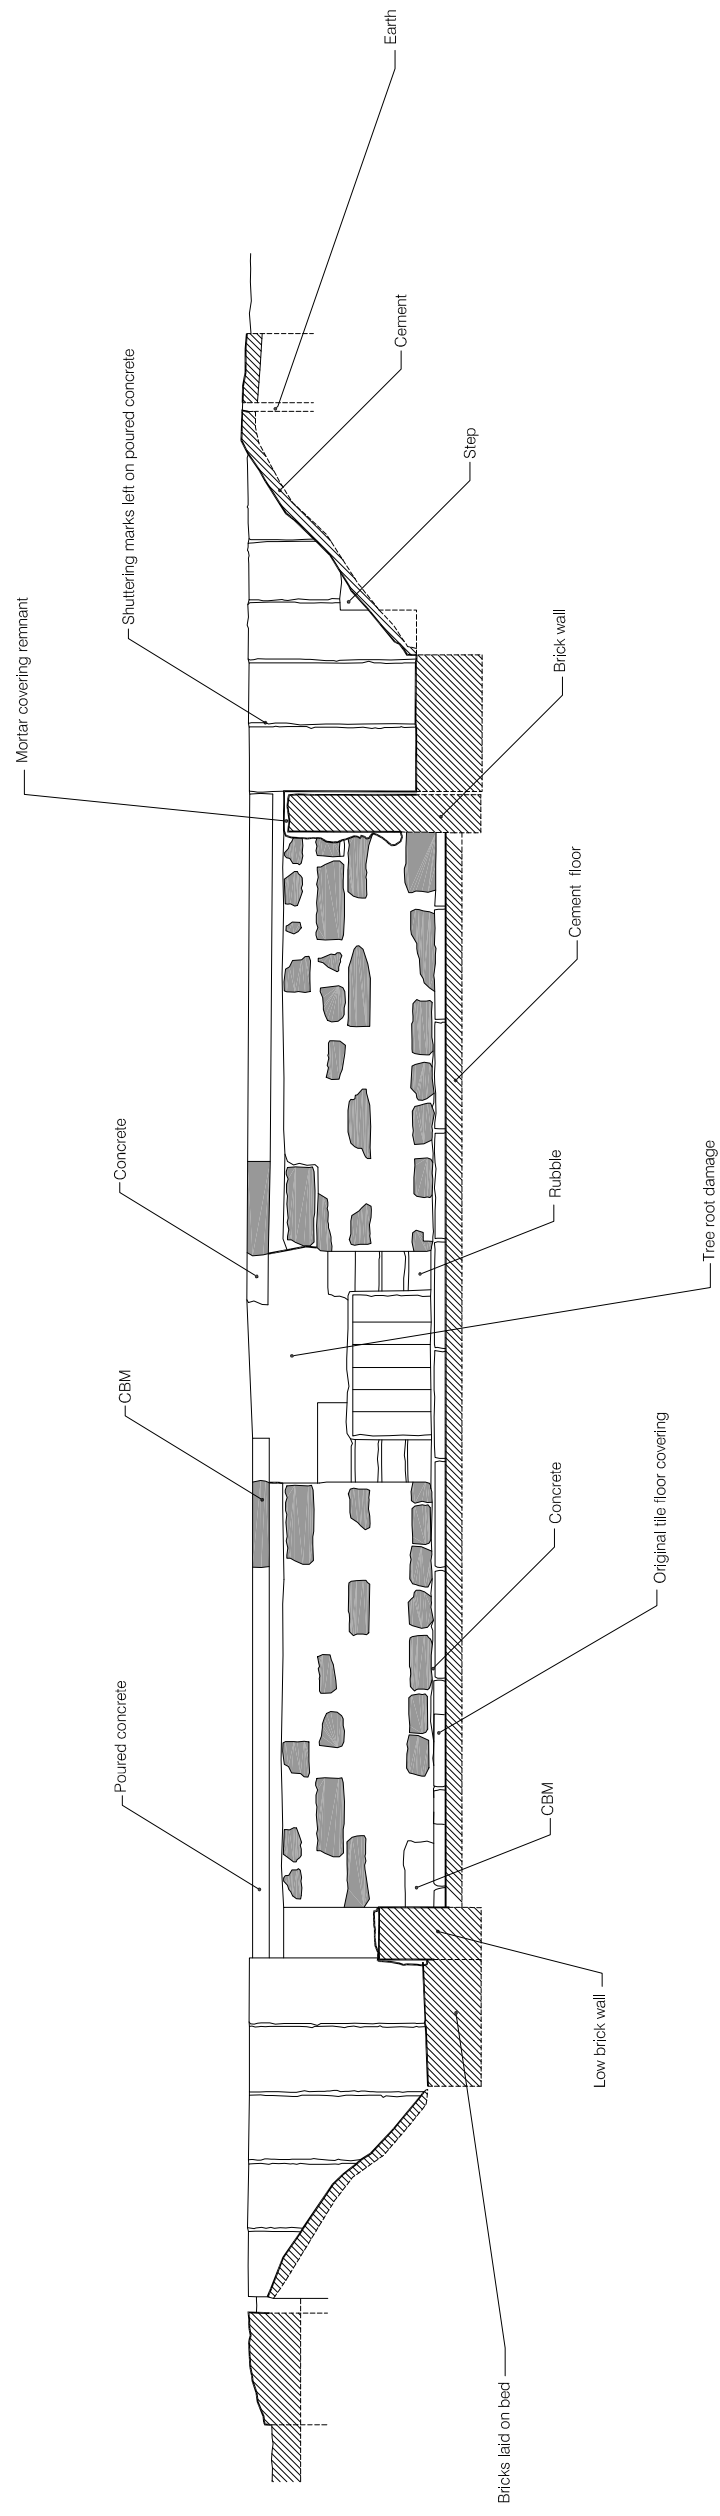 Earth
Cement
Shuttering marks left on poured concrete
Step
Mortar covering remnant
Brick wall
Cement floor
Concrete
Rubble
Tree root damage
CBM
Concrete
Original tile floor covering
Poured concrete
CBM
Low brick wall
Bricks laid on bed